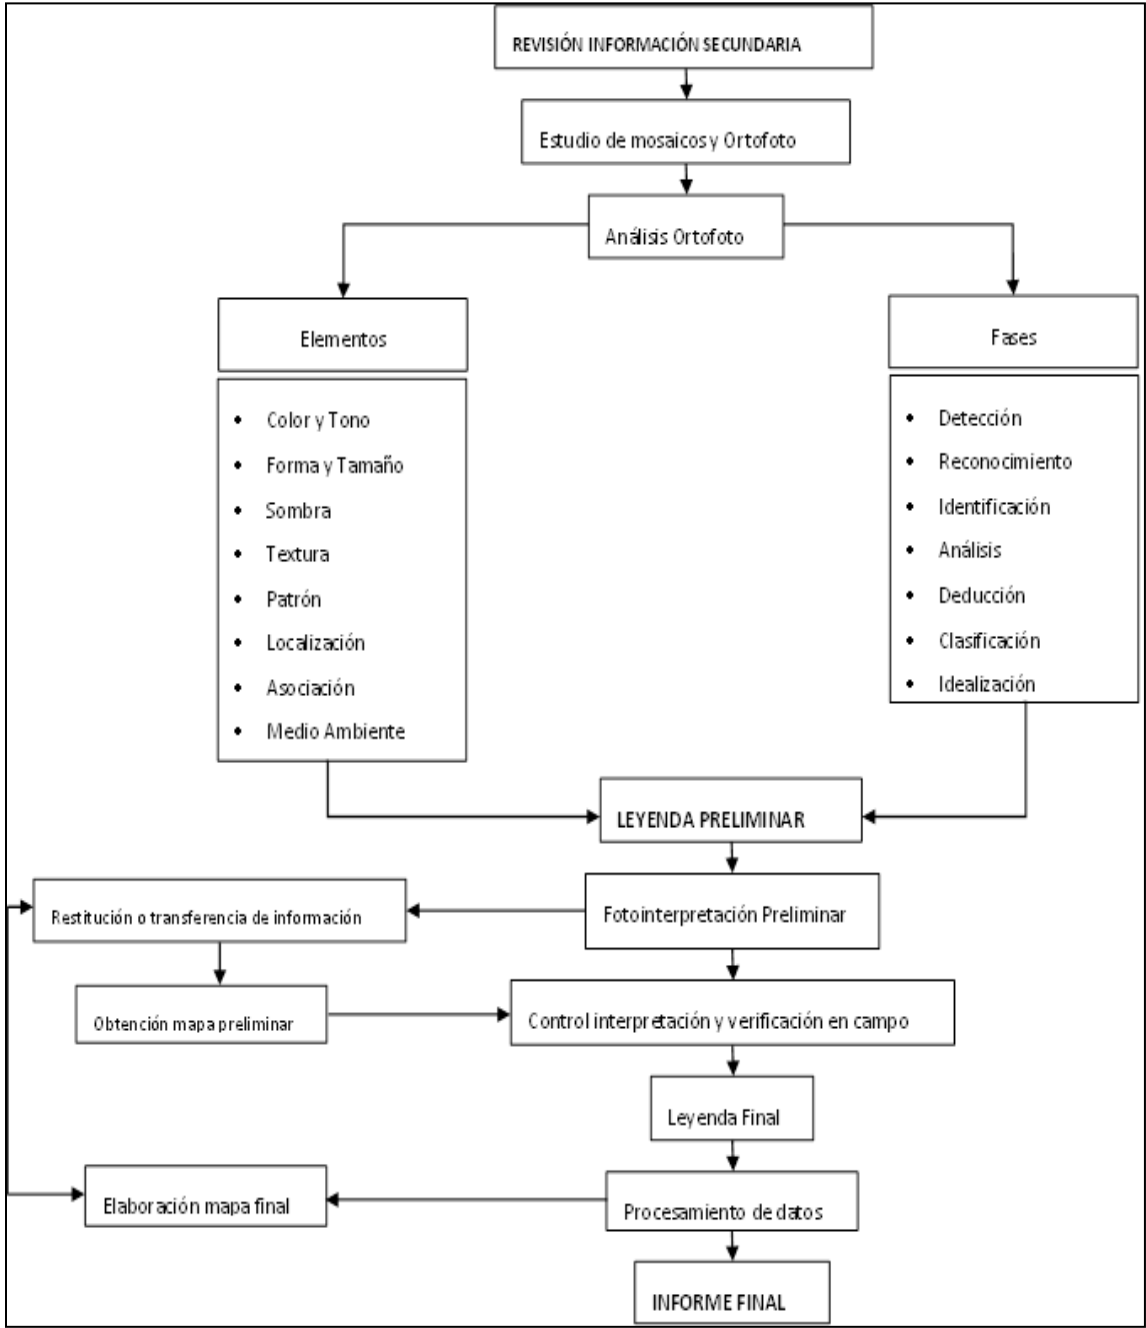 REVISIÓN INFORMACIÓN SECUNDARIA
Estudio de mosaicos y Ortofoto
Análisis Ortofoto
Elementos
• Color y Tono
• Forma y Tamaño
• Sombra
• Textura
• Patrón
• Localización
• Asociación
• Medio Ambiente
Fases
• Detección
• Reconocimiento
• Identificación
• Análisis
• Deducción
• Clasificación
• Idealización
LEYENDA PRELIMINAR
Fotointerpretación Preliminar
Restitución o transferencia de información
Obtención mapa preliminar
Control interpretación y verificación en campo
Leyenda Final
Procesamiento de datos
Elaboración mapa final
INFORME FINAL